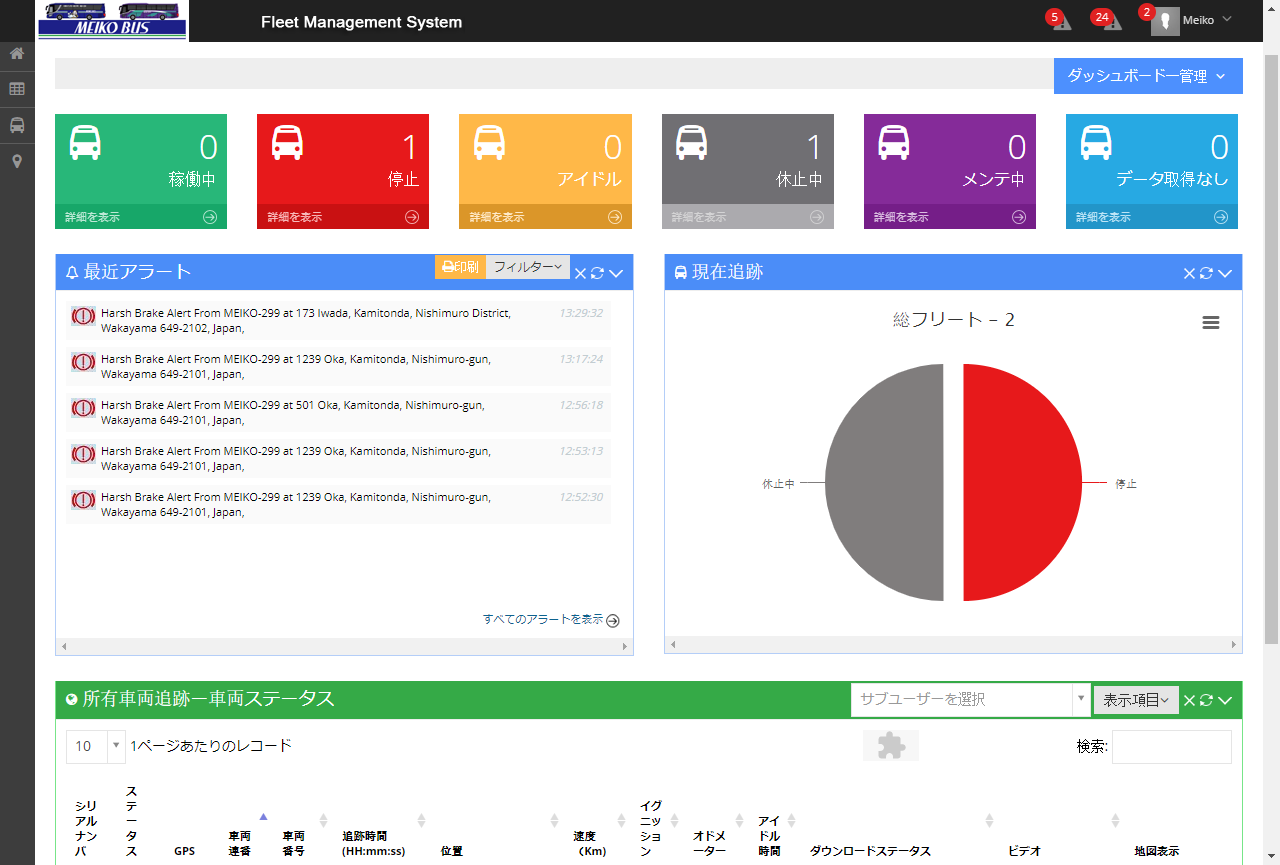 MEIKO BUS
Fleet Management System
5
24
2
Meiko
ダッシュボードー管理
0
稼働中
詳細を表示
1
停止
詳細を表示
0
アイドル
詳細を表示
1
休止中
詳細を表示
0
メンテ中
詳細を表示
0
データ取得なし
詳細を表示
最近アラート
印刷
フィルター
Harsh Brake Alert From MEIKO-299 at 173 Iwada, Kamitonda, Nishimuro District,
Wakayama 649-2102, Japan,
13:29:32
Harsh Brake Alert From MEIKO-299 at 1239 Oka, Kamitonda, Nishimuro-gun,
Wakayama 649-2101, Japan,
13:17:24
Harsh Brake Alert From MEIKO-299 at 501 Oka, Kamitonda, Nishimuro-gun,
Wakayama 649-2101, Japan,
12:56:18
Harsh Brake Alert From MEIKO-299 at 1239 Oka, Kamitonda, Nishimuro-gun,
Wakayama 649-2101, Japan,
12:53:13
Harsh Brake Alert From MEIKO-299 at 1239 Oka, Kamitonda, Nishimuro-gun,
Wakayama 649-2101, Japan,
12:52:30
すべてのアラートを表示
現在追跡
総フリート – 2
休止中
停止
所有車両追跡ー車両ステータス
サブユーザーを選択
表示項目
10
1ページあたりのレコード
検索:
シリ
アル
ナン
バ
ス
テ
ー
タ
ス
GPS
車両
連番
車両
番号
追跡時間
(HH:mm:ss)
位置
速度
（Km)
イグ
ニッ
ショ
ン
オドメ
ーター
アイ
ドル
時間
ダウンロードステータス
ビデオ
地図表示